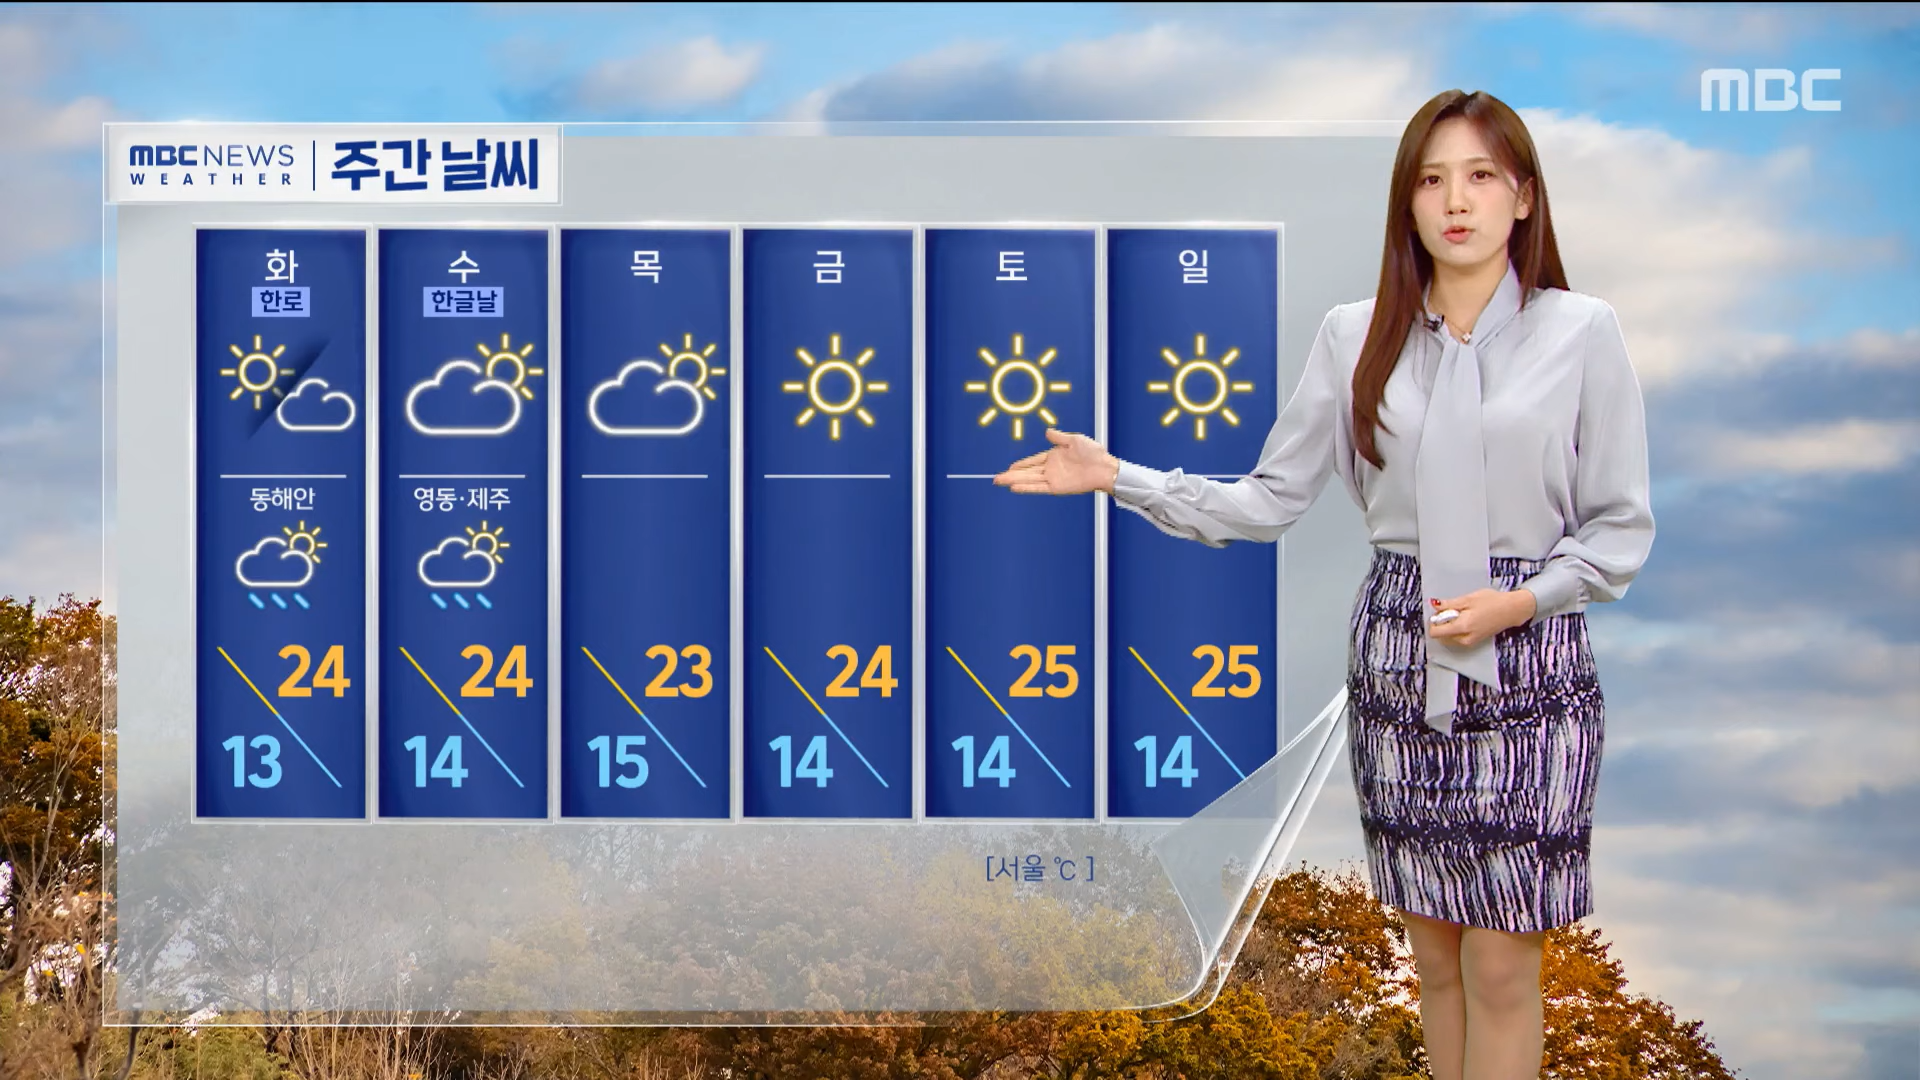 MBC
MBC NEWS
WEATHER
주간 날씨
화
한로
동해안
24
13
수
한글날
영동·제주
24
14
목
23
15
금
24
14
토
25
14
일
25
14
[서울 ℃ ]